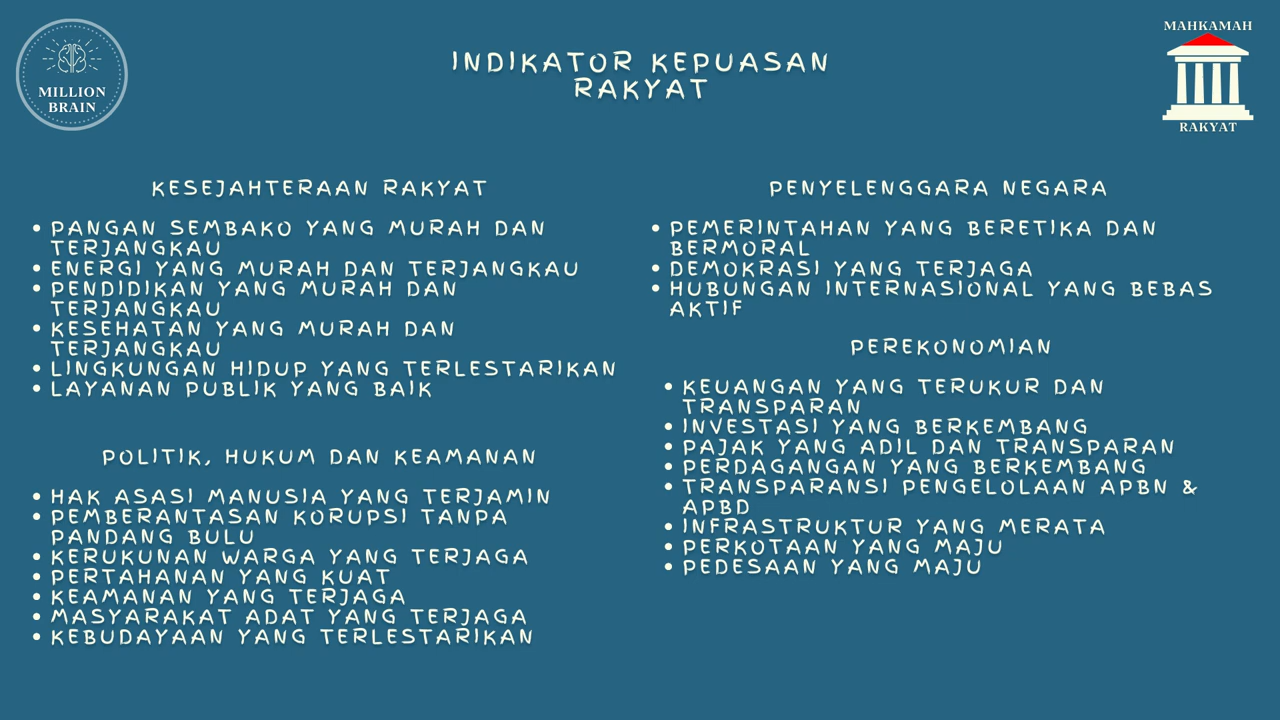 MILLION
BRAIN
INDIKATOR KEPUASAN
RAKYAT
MAHKAMAH
RAKYAT
KESEJAHTERAAN RAKYAT
• PANGAN SEMBAKO YANG MURAH DAN
TERJANGKAU
• ENERGI YANG MURAH DAN TERJANGKAU
• PENDIDIKAN YANG MURAH DAN
TERJANGKAU
• KESEHATAN YANG MURAH DAN
TERJANGKAU
• LINGKUNGAN HIDUP YANG TERLESTARIKAN
• LAYANAN PUBLIK YANG BAIK
POLITIK, HUKUM DAN KEAMANAN
• HAK ASASI MANUSIA YANG TERJAMIN
• PEMBERANTASAN KORUPSI TANPA
PANDANG BULU
• KERUKUNAN WARGA YANG TERJAGA
• PERTAHANAN YANG KUAT
• KEAMANAN YANG TERJAGA
• MASYARAKAT ADAT YANG TERJAGA
• KEBUDAYAAN YANG TERLESTARIKAN
PENYELENGGARA NEGARA
• PEMERINTAHAN YANG BERETIKA DAN
BERMORAL
• DEMOKRASI YANG TERJAGA
• HUBUNGAN INTERNASIONAL YANG BEBAS
AKTIF
PEREKONOMIAN
• KEUANGAN YANG TERUKUR DAN
TRANSPARAN
• INVESTASI YANG BERKEMBANG
• PAJAK YANG ADIL DAN TRANSPARAN
• PERDAGANGAN YANG BERKEMBANG
• TRANSPARANSI PENGELOLAAN APBN &
APBD
• INFRASTRUKTUR YANG MERATA
• PERKOTAAN YANG MAJU
• PEDESAAN YANG MAJU